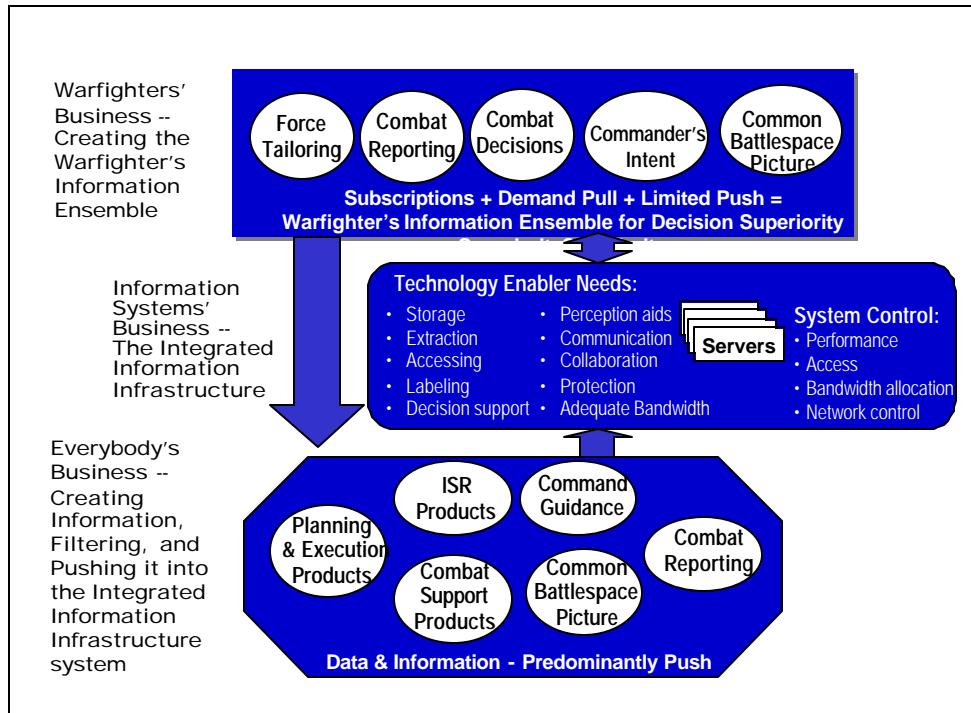 Warfighters'
Business --
Creating the
Warfighter's
Information
Ensemble
Force
Tailoring
Combat
Reporting
Combat
Decisions
Commander's
Intent
Common
Battlespace
Picture
Subscriptions + Demand Pull + Limited Push =
Warfighter's Information Ensemble for Decision Superiority
Information
Systems'
Business --
The Integrated
Information
Infrastructure
Technology Enabler Needs:
• Storage
• Extraction
• Accessing
• Labeling
• Decision support
• Perception aids
• Communication
• Collaboration
• Protection
• Adequate Bandwidth
Servers
System Control:
• Performance
• Access
• Bandwidth allocation
• Network control
Everybody's
Business --
Creating
Information,
Filtering, and
Pushing it into
the Integrated
Information
Infrastructure
system
Planning
& Execution
Products
ISR
Products
Command
Guidance
Combat
Support
Products
Common
Battlespace
Picture
Combat
Reporting
Data & Information - Predominantly Push